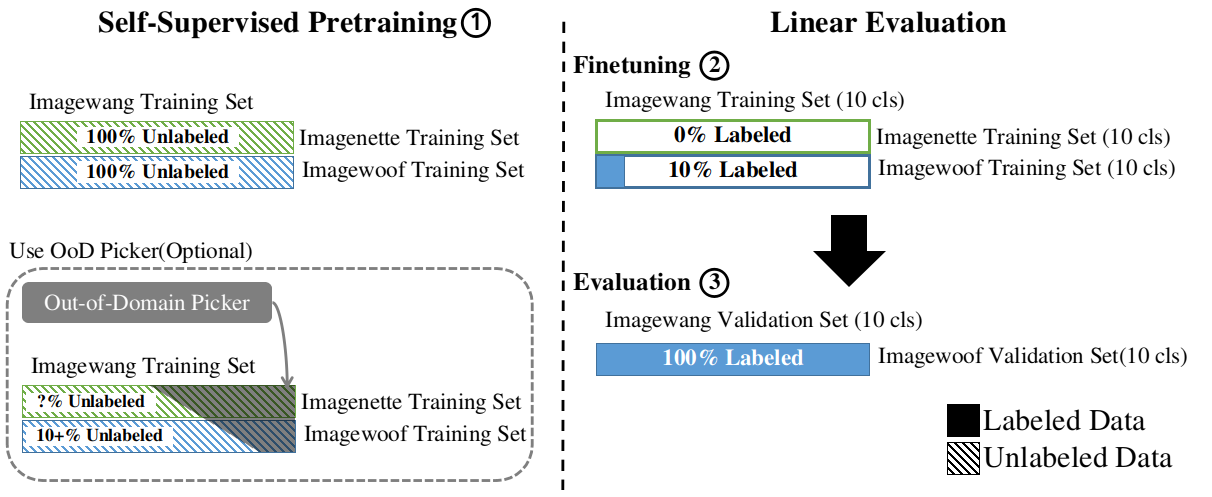 Self-Supervised Pretraining ①
Imagewang Training Set
100% Unlabeled
Imagenette Training Set
100% Unlabeled
Imagewoof Training Set
Use OoD Picker(Optional)
Out-of-Domain Picker
Imagewang Training Set
?% Unlabeled
Imagenette Training Set
10+% Unlabeled
Imagewoof Training Set
Linear Evaluation
Finetuning ②
Imagewang Training Set (10 cls)
0% Labeled
Imagenette Training Set (10 cls)
10% Labeled
Imagewoof Training Set (10 cls)
Evaluation ③
Imagewang Validation Set (10 cls)
100% Labeled
Imagewoof Validation Set(10 cls)
Labeled Data
Unlabeled Data